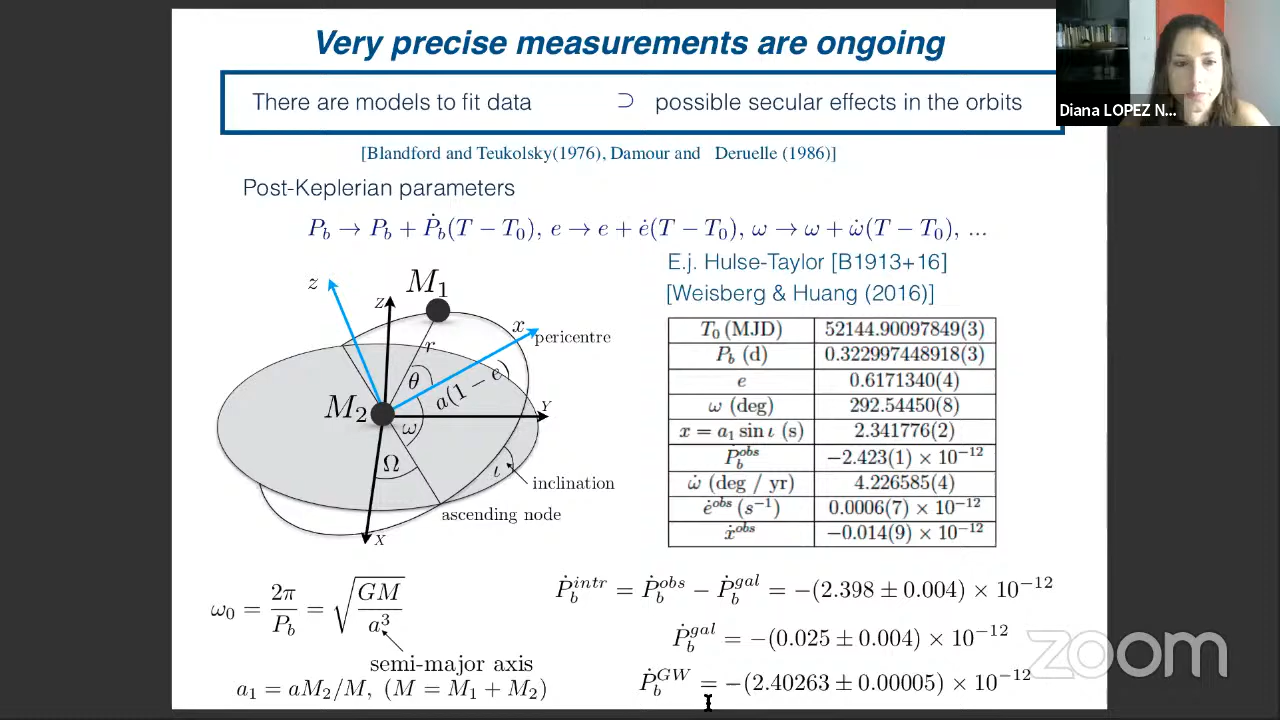 Very precise measurements are ongoing
There are models to fit data ⊃ possible secular effects in the orbits
Diana LOPEZ N...
[Blandford and Teukolsky(1976), Damour and Deruelle (1986)]
Post-Keplerian parameters
P_b → P_b + Ṗ_b(T − T_0), e → e + ė(T − T_0), ω → ω + ω̇(T − T_0), ...
E.j. Hulse-Taylor [B1913+16]
[Weisberg & Huang (2016)]
z
Z
M_1
x
pericentre
r
θ
a(1 − e)
M_2
Y
ω
Ω
ι
inclination
ascending node
X
T_0 (MJD) 52144.90097849(3)
P_b (d) 0.322997448918(3)
e 0.6171340(4)
ω (deg) 292.54450(8)
x = a_1 sin ι (s) 2.341776(2)
Ṗ_b^obs −2.423(1) × 10^−12
ω̇ (deg / yr) 4.226585(4)
ė^obs (s^−1) 0.0006(7) × 10^−12
ẋ^obs −0.014(9) × 10^−12
ω_0 = 2π/P_b = √(GM/a^3)
semi-major axis
a_1 = aM_2/M, (M = M_1 + M_2)
Ṗ_b^intr = Ṗ_b^obs − Ṗ_b^gal = −(2.398 ± 0.004) × 10^−12
Ṗ_b^gal = −(0.025 ± 0.004) × 10^−12
Ṗ_b^GW = −(2.40263 ± 0.00005) × 10^−12
zoom